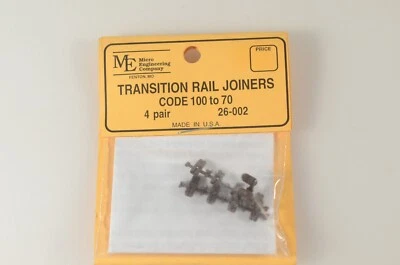 ME Micro
Engineering
Company
FENTON, MO
PRICE
TRANSITION RAIL JOINERS
CODE 100 to 70
4 pair 26-002
MADE IN U.S.A.